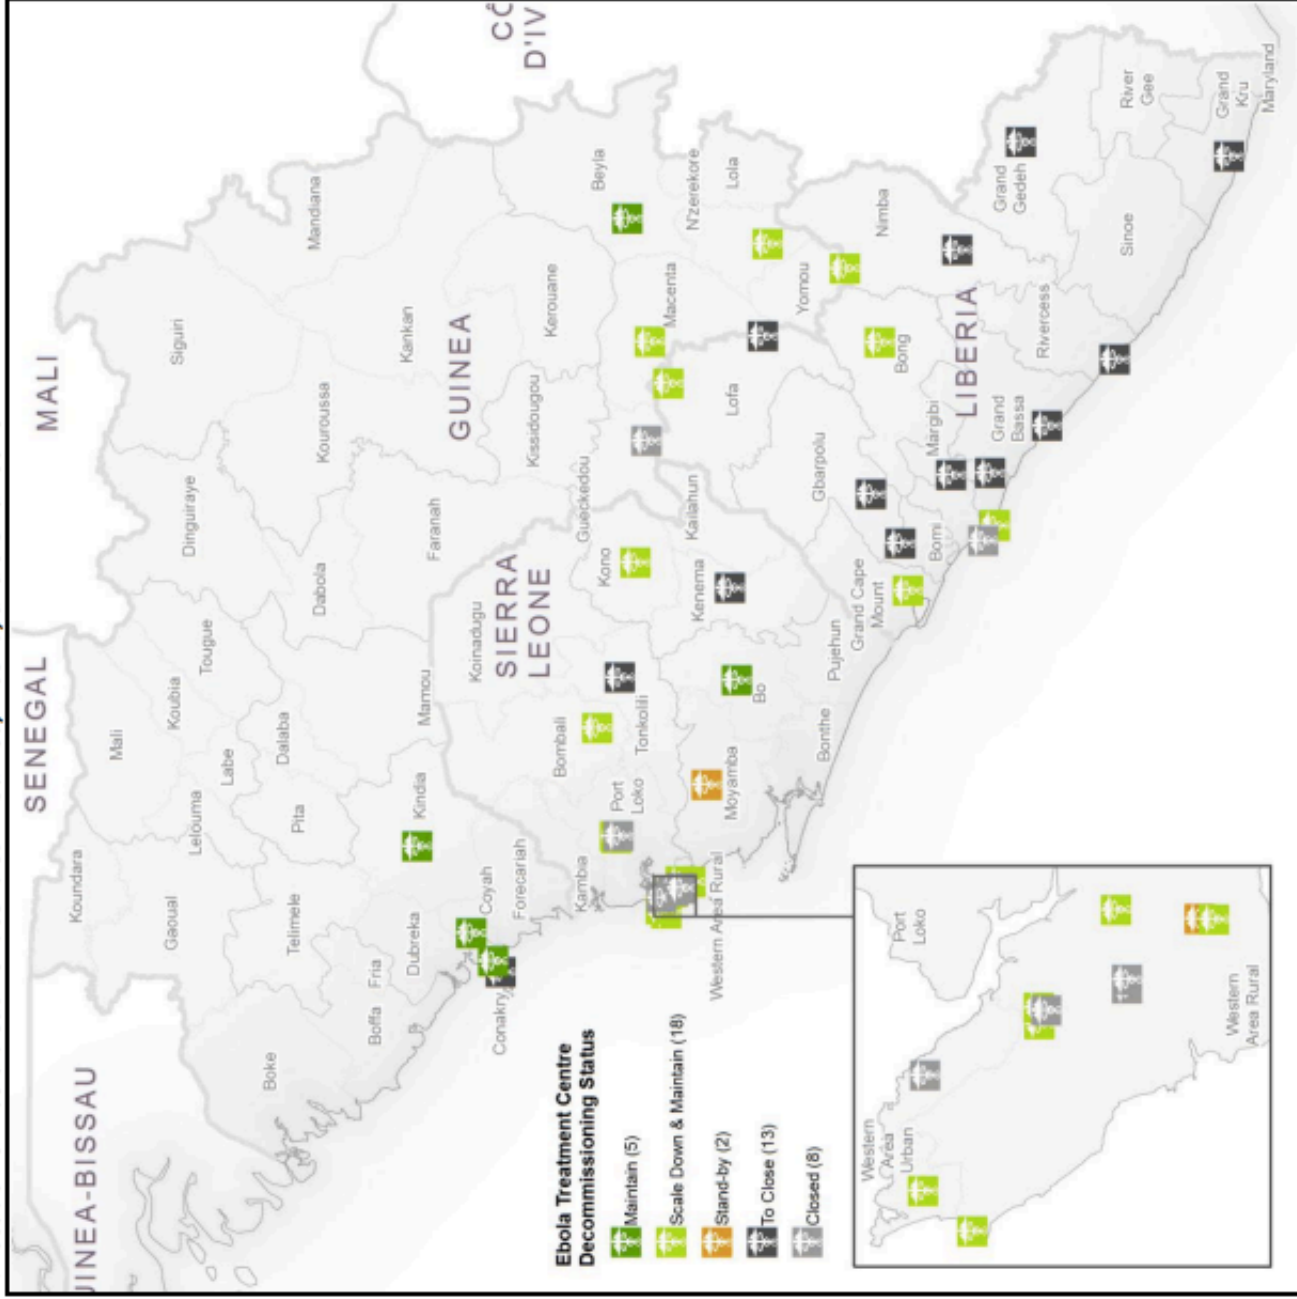 SENEGAL
MALI
UINEA-BISSAU
GUINEA
SIERRA
LEONE
LIBERIA
CÔ
D'IV
Koundara
Mali
Gaoual
Lelouma
Koubia
Tougue
Labe
Dinguiraye
Siguiri
Boke
Telimele
Pita
Dalaba
Dabola
Kouroussa
Mandiana
Boffa
Fria
Dubreka
Kindia
Mamou
Faranah
Kankan
Conakry
Coyah
Forecariah
Koinadugu
Kissidougou
Kerouane
Beyla
Kambia
Bombali
Port
Loko
Tonkolili
Kono
Gueckedou
Macenta
N'zerekore
Lola
Western Area Rural
Moyamba
Bo
Kenema
Kailahun
Lofa
Yomou
Nimba
Bonthe
Pujehun
Grand Cape
Mount
Gbarpolu
Bong
Bomi
Margibi
Grand
Bassa
Rivercess
Grand
Gedeh
Sinoe
River
Gee
Grand
Kru
Maryland
Ebola Treatment Centre
Decommissioning Status
Maintain (5)
Scale Down & Maintain (18)
Stand-by (2)
To Close (13)
Closed (8)
Western
Area
Urban
Port
Loko
Western
Area Rural